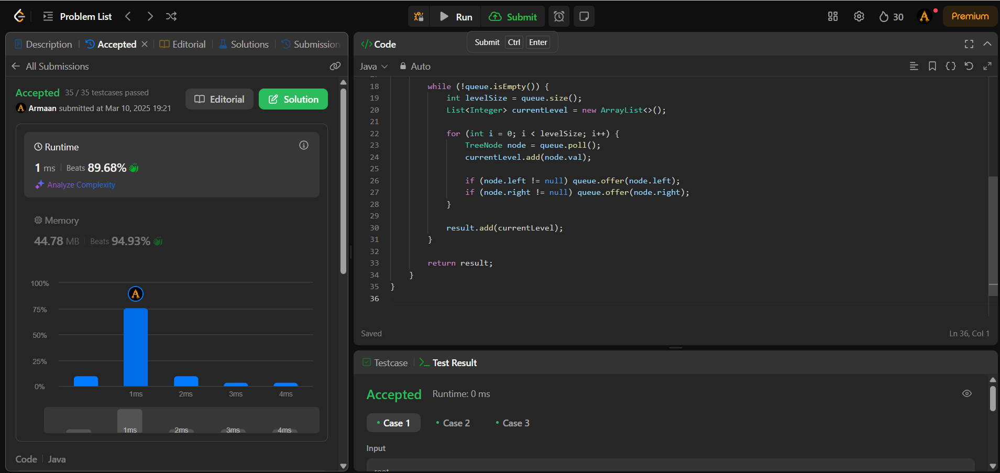 Problem List
Run
Submit
30
Premium
Description
Accepted
Editorial
Solutions
Submission
All Submissions
Accepted 35 / 35 testcases passed
Armaan submitted at Mar 10, 2025 19:21
Editorial
Solution
Runtime
1 ms Beats 89.68%
Analyze Complexity
Memory
44.78 MB Beats 94.93%
100%
75%
50%
25%
0%
1ms 2ms 3ms 4ms
1ms 2ms 3ms 4ms
Code Java
</> Code
Submit Ctrl Enter
Java Auto
18 while (!queue.isEmpty()) {
19 int levelSize = queue.size();
20 List<Integer> currentLevel = new ArrayList<>();
21
22 for (int i = 0; i < levelSize; i++) {
23 TreeNode node = queue.poll();
24 currentLevel.add(node.val);
25
26 if (node.left != null) queue.offer(node.left);
27 if (node.right != null) queue.offer(node.right);
28 }
29
30 result.add(currentLevel);
31 }
32
33 return result;
34 }
35 }
36
Saved
Ln 36, Col 1
Testcase
Test Result
Accepted Runtime: 0 ms
Case 1 Case 2 Case 3
Input